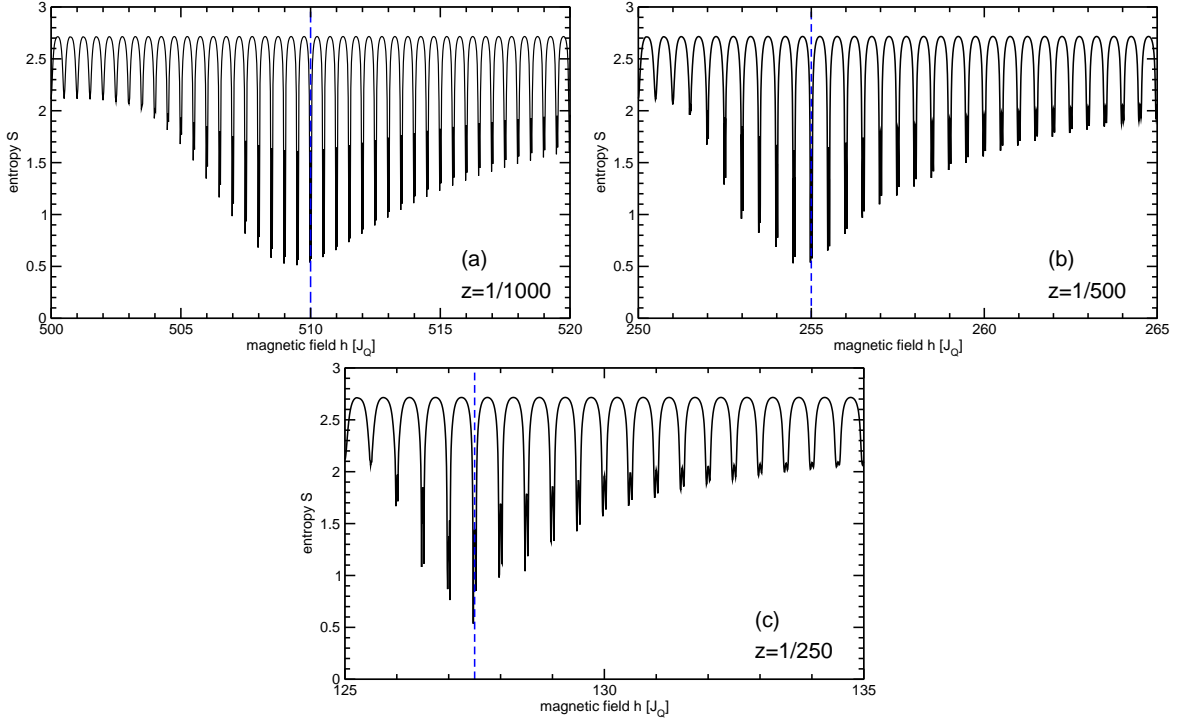 3
2.5
2
1.5
1
0.5
0
entropy S
500
505
510
515
520
magnetic field h [J_Q]
(a)
z=1/1000
3
2.5
2
1.5
1
0.5
0
entropy S
250
255
260
265
magnetic field h [J_Q]
(b)
z=1/500
3
2.5
2
1.5
1
0.5
0
entropy S
125
130
135
magnetic field h [J_Q]
(c)
z=1/250